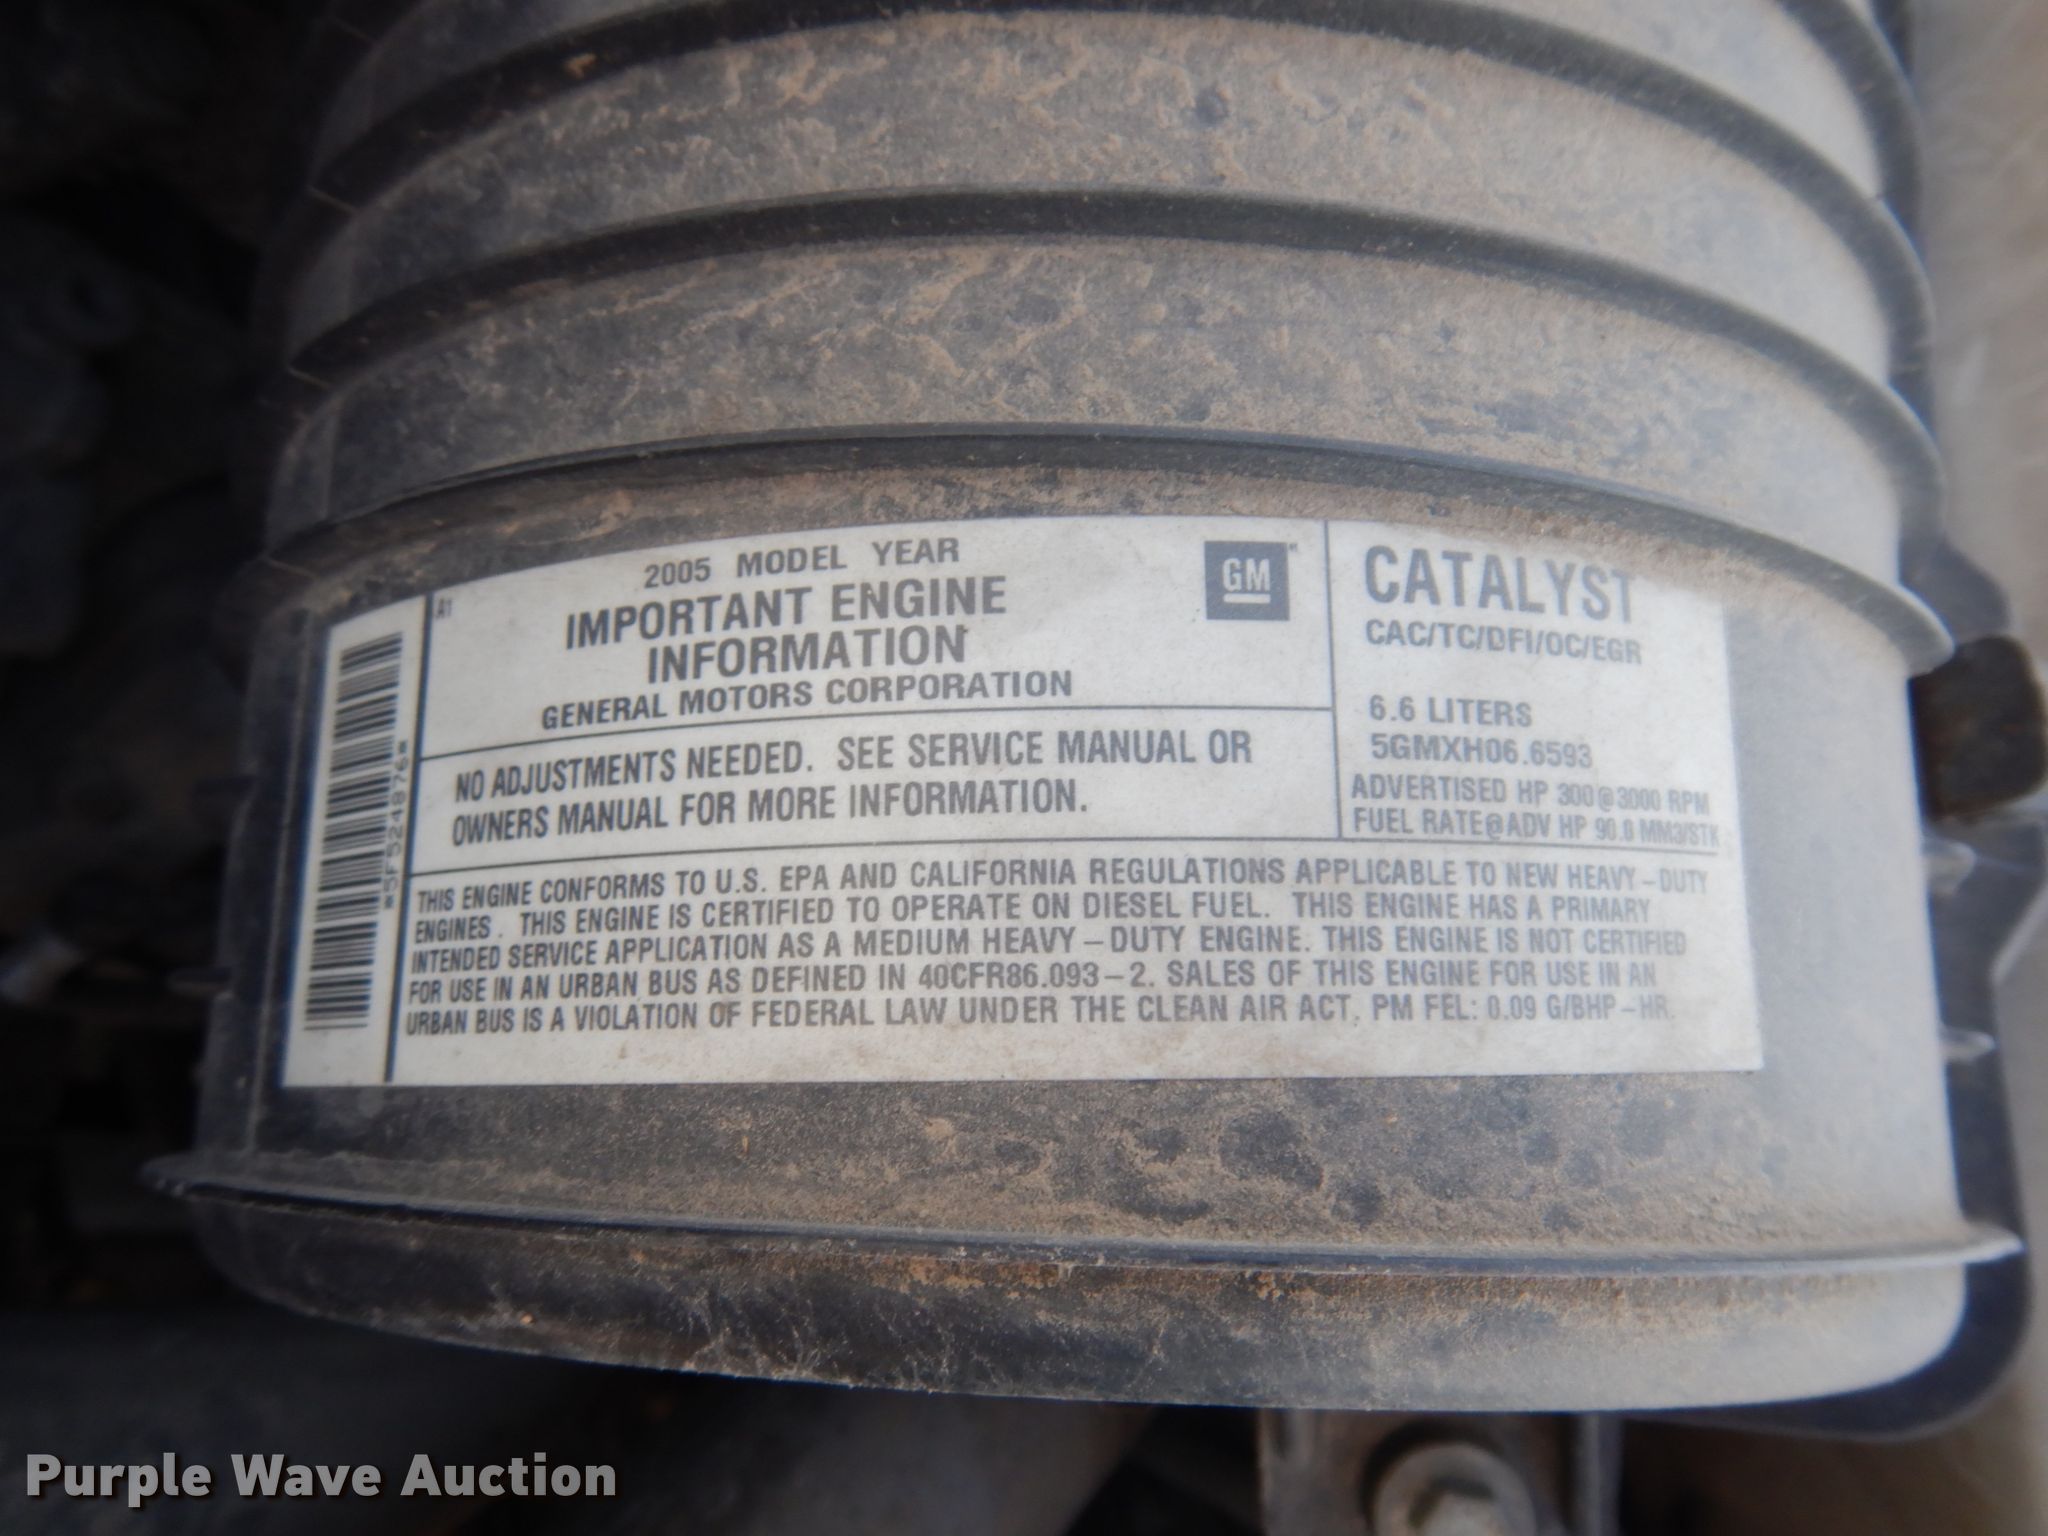 2005 MODEL YEAR
IMPORTANT ENGINE
INFORMATION
GENERAL MOTORS CORPORATION
A1
GM
*5F524876*
NO ADJUSTMENTS NEEDED. SEE SERVICE MANUAL OR
OWNERS MANUAL FOR MORE INFORMATION.
CATALYST
CAC/TC/DFI/OC/EGR
6.6 LITERS
5GMXH06.6593
ADVERTISED HP 300@3000 RPM
FUEL RATE@ADV HP 90.0 MM3/STK
THIS ENGINE CONFORMS TO U.S. EPA AND CALIFORNIA REGULATIONS APPLICABLE TO NEW HEAVY-DUTY
ENGINES. THIS ENGINE IS CERTIFIED TO OPERATE ON DIESEL FUEL. THIS ENGINE HAS A PRIMARY
INTENDED SERVICE APPLICATION AS A MEDIUM HEAVY-DUTY ENGINE. THIS ENGINE IS NOT CERTIFIED
FOR USE IN AN URBAN BUS AS DEFINED IN 40CFR86.093-2. SALES OF THIS ENGINE FOR USE IN AN
URBAN BUS IS A VIOLATION OF FEDERAL LAW UNDER THE CLEAN AIR ACT. PM FEL: 0.09 G/BHP-HR.
Purple Wave Auction